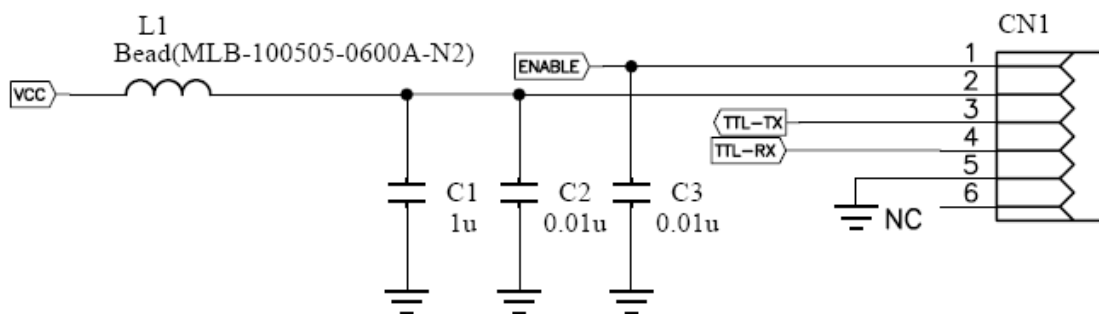 L1
Bead(MLB-100505-0600A-N2)
CN1
VCC
ENABLE
1
2
TTL-TX
3
TTL-RX
4
5
6
NC
C1
1u
C2
0.01u
C3
0.01u